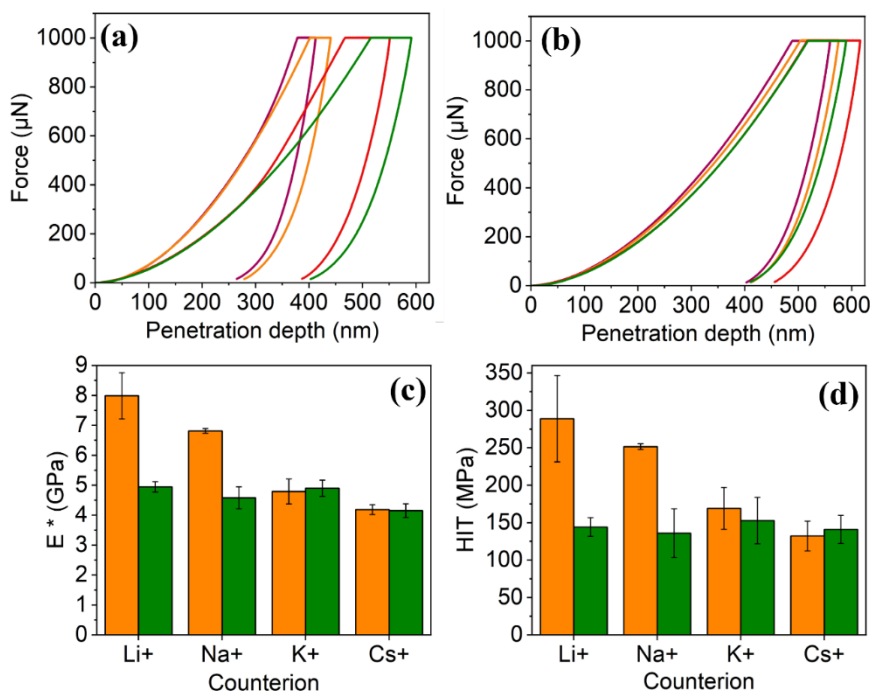 (a)
1000
800
600
400
200
0
Force (µN)
0 100 200 300 400 500 600
Penetration depth (nm)
(b)
1000
800
600
400
200
0
Force (µN)
0 100 200 300 400 500 600
Penetration depth (nm)
(c)
9
8
7
6
5
4
3
2
1
0
E * (GPa)
Li+ Na+ K+ Cs+
Counterion
(d)
350
300
250
200
150
100
50
0
HIT (MPa)
Li+ Na+ K+ Cs+
Counterion